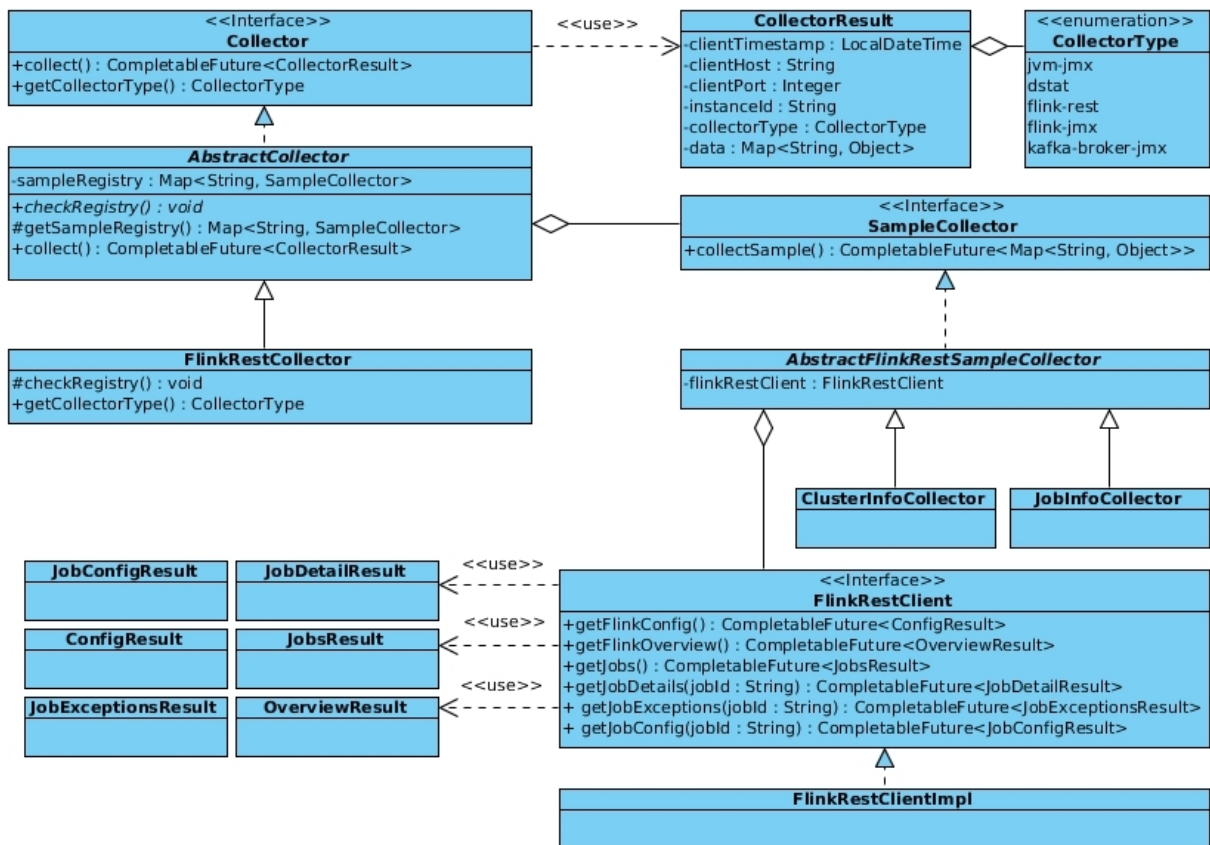 <<Interface>>
Collector
+collect() : CompletableFuture<CollectorResult>
+getCollectorType() : CollectorType
<<use>>
CollectorResult
-clientTimestamp : LocalDateTime
-clientHost : String
-clientPort : Integer
-instanceId : String
-collectorType : CollectorType
-data : Map<String, Object>
<<enumeration>>
CollectorType
jvm-jmx
dstat
flink-rest
flink-jmx
kafka-broker-jmx
AbstractCollector
-sampleRegistry : Map<String, SampleCollector>
+checkRegistry() : void
#getSampleRegistry() : Map<String, SampleCollector>
+collect() : CompletableFuture<CollectorResult>
<<Interface>>
SampleCollector
+collectSample() : CompletableFuture<Map<String, Object>>
FlinkRestCollector
#checkRegistry() : void
+getCollectorType() : CollectorType
AbstractFlinkRestSampleCollector
-flinkRestClient : FlinkRestClient
ClusterInfoCollector
JobInfoCollector
JobConfigResult
JobDetailResult
<<use>>
ConfigResult
JobsResult
<<use>>
JobExceptionsResult
OverviewResult
<<use>>
<<Interface>>
FlinkRestClient
+getFlinkConfig() : CompletableFuture<ConfigResult>
+getFlinkOverview() : CompletableFuture<OverviewResult>
+getJobs() : CompletableFuture<JobsResult>
+getJobDetails(jobId : String) : CompletableFuture<JobDetailResult>
+ getJobExceptions(jobId : String) : CompletableFuture<JobExceptionsResult>
+ getJobConfig(jobId : String) : CompletableFuture<JobConfigResult>
FlinkRestClientImpl